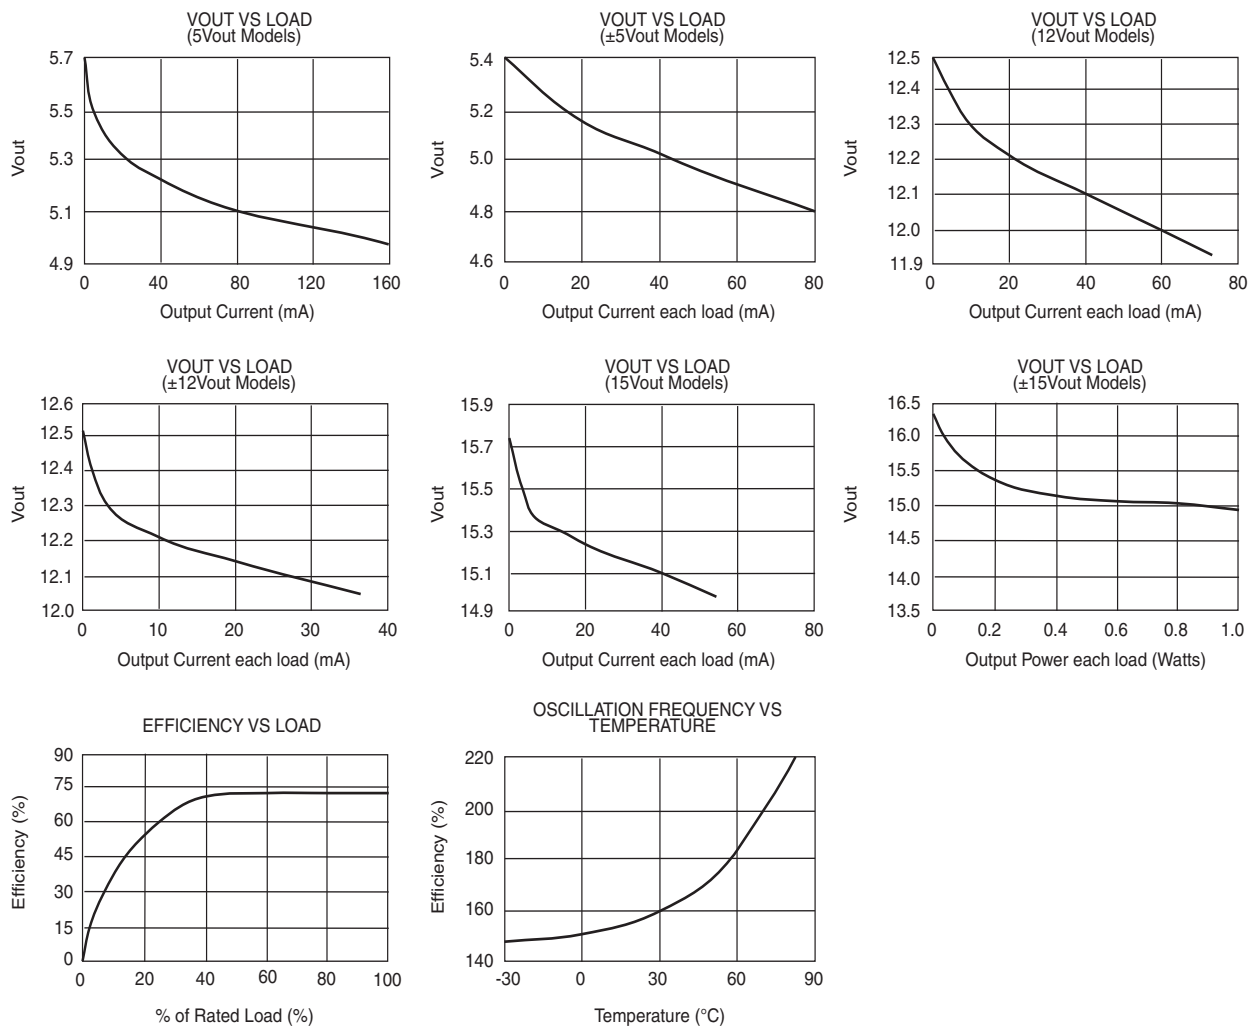 VOUT VS LOAD
(5Vout Models)
5.7
5.5
5.3
5.1
4.9
Vout
0 40 80 120 160
Output Current (mA)
VOUT VS LOAD
(±5Vout Models)
5.4
5.2
5.0
4.8
4.6
Vout
0 20 40 60 80
Output Current each load (mA)
VOUT VS LOAD
(12Vout Models)
12.5
12.4
12.3
12.2
12.1
12.0
11.9
Vout
0 20 40 60 80
Output Current each load (mA)
VOUT VS LOAD
(±12Vout Models)
12.6
12.5
12.4
12.3
12.2
12.1
12.0
Vout
0 10 20 30 40
Output Current each load (mA)
VOUT VS LOAD
(15Vout Models)
15.9
15.7
15.5
15.3
15.1
14.9
Vout
0 20 40 60 80
Output Current each load (mA)
VOUT VS LOAD
(±15Vout Models)
16.5
16.0
15.5
15.0
14.5
14.0
13.5
Vout
0 0.2 0.4 0.6 0.8 1.0
Output Power each load (Watts)
EFFICIENCY VS LOAD
90
75
60
45
30
15
0
Efficiency (%)
0 20 40 60 80 100
% of Rated Load (%)
OSCILLATION FREQUENCY VS
TEMPERATURE
220
200
180
160
140
Efficiency (%)
-30 0 30 60 90
Temperature (°C)